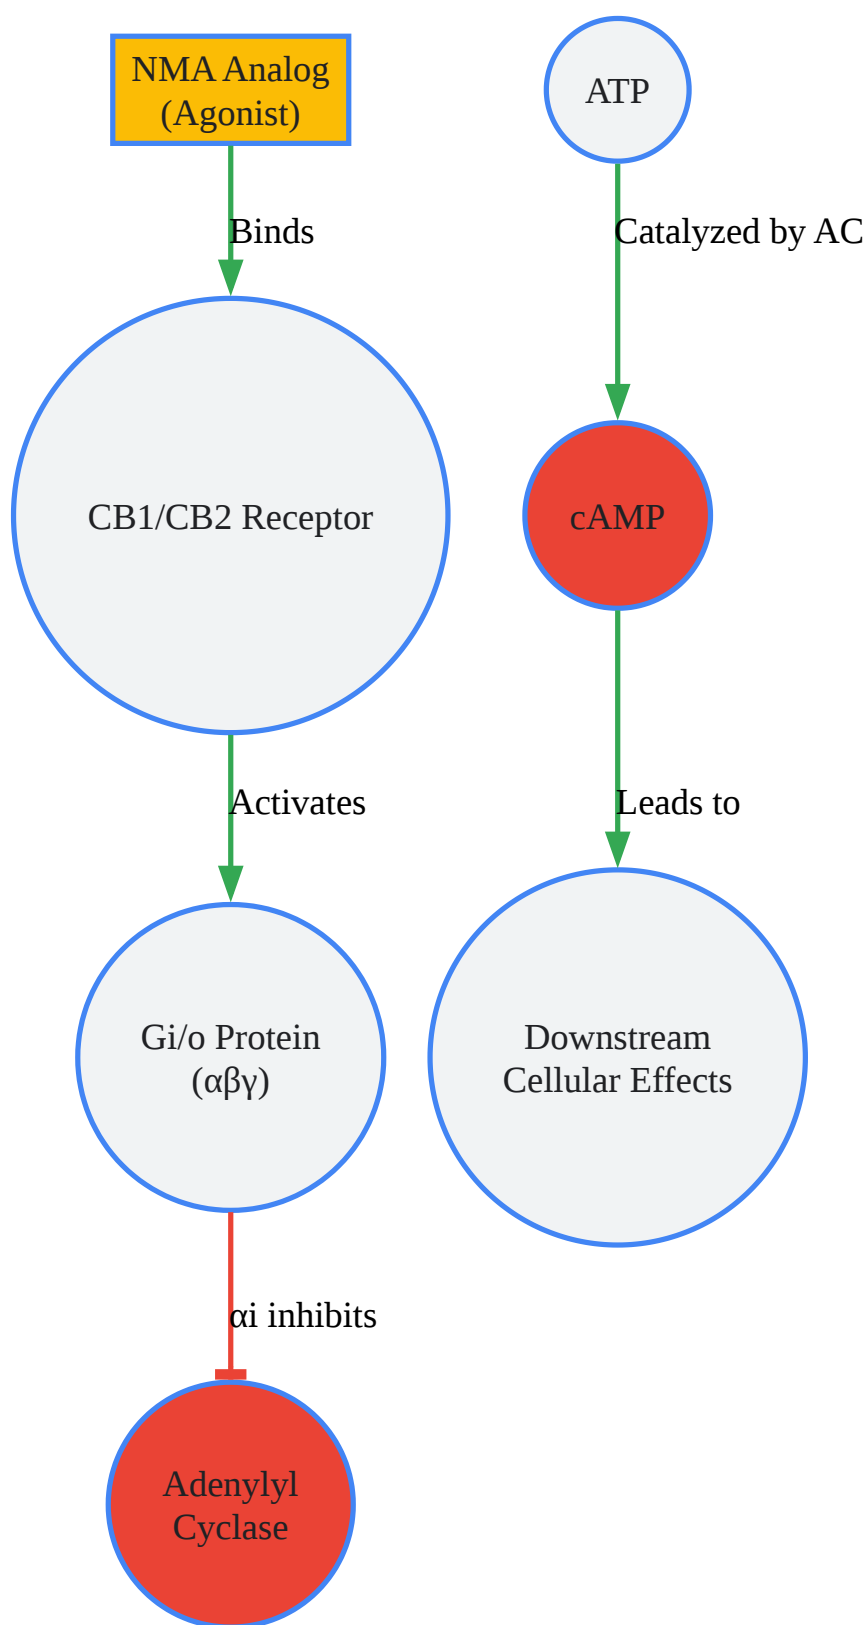 NMA Analog
(Agonist)
Binds
CB1/CB2 Receptor
Activates
Gi/o Protein
(αβγ)
αi inhibits
Adenylyl
Cyclase
ATP
Catalyzed by AC
cAMP
Leads to
Downstream
Cellular Effects